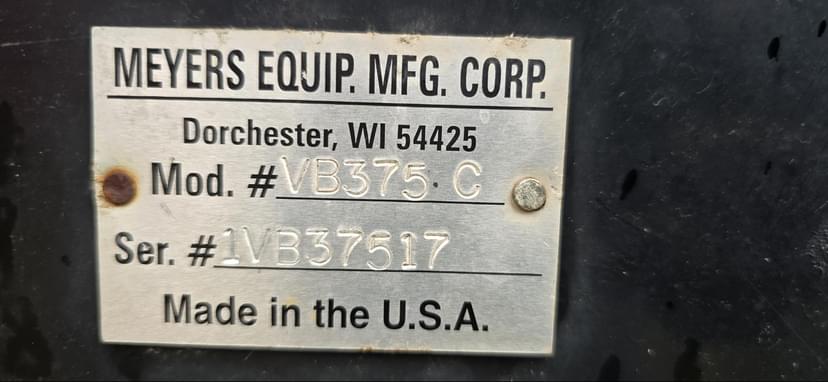 MEYERS EQUIP. MFG. CORP.
Dorchester, WI 54425
Mod. # VB375·C
Ser. # 1VB37517
Made in the U.S.A.